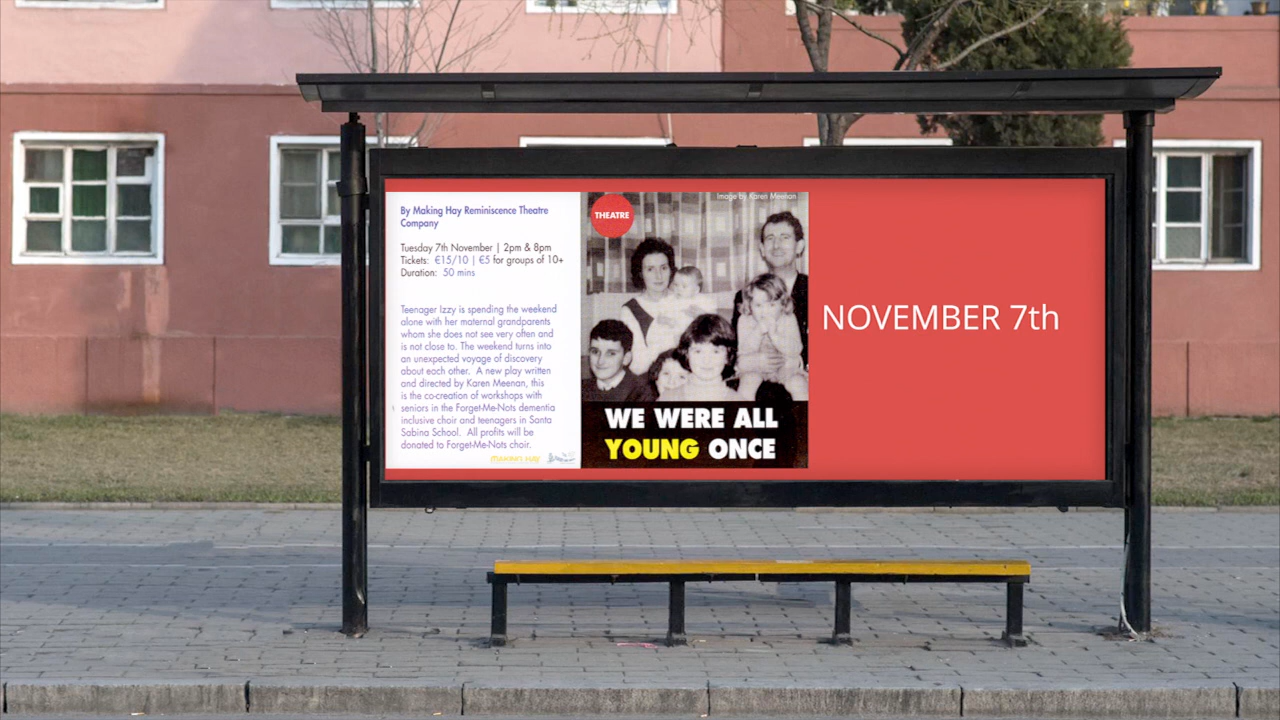 By Making Hay Reminiscence Theatre
Company
Tuesday 7th November | 2pm & 8pm
Tickets: €15/10 | €5 for groups of 10+
Duration: 50 mins
Teenager Izzy is spending the weekend
alone with her maternal grandparents
whom she does not see very often and
is not close to. The weekend turns into
an unexpected voyage of discovery
about each other. A new play written
and directed by Karen Meenan, this
is the co-creation of workshops with
seniors in the Forget-Me-Nots dementia
inclusive choir and teenagers in Santa
Sabina School. All profits will be
donated to Forget-Me-Nots choir.
MAKING HAY
Image by Karen Meenan
THEATRE
WE WERE ALL
YOUNG ONCE
NOVEMBER 7th